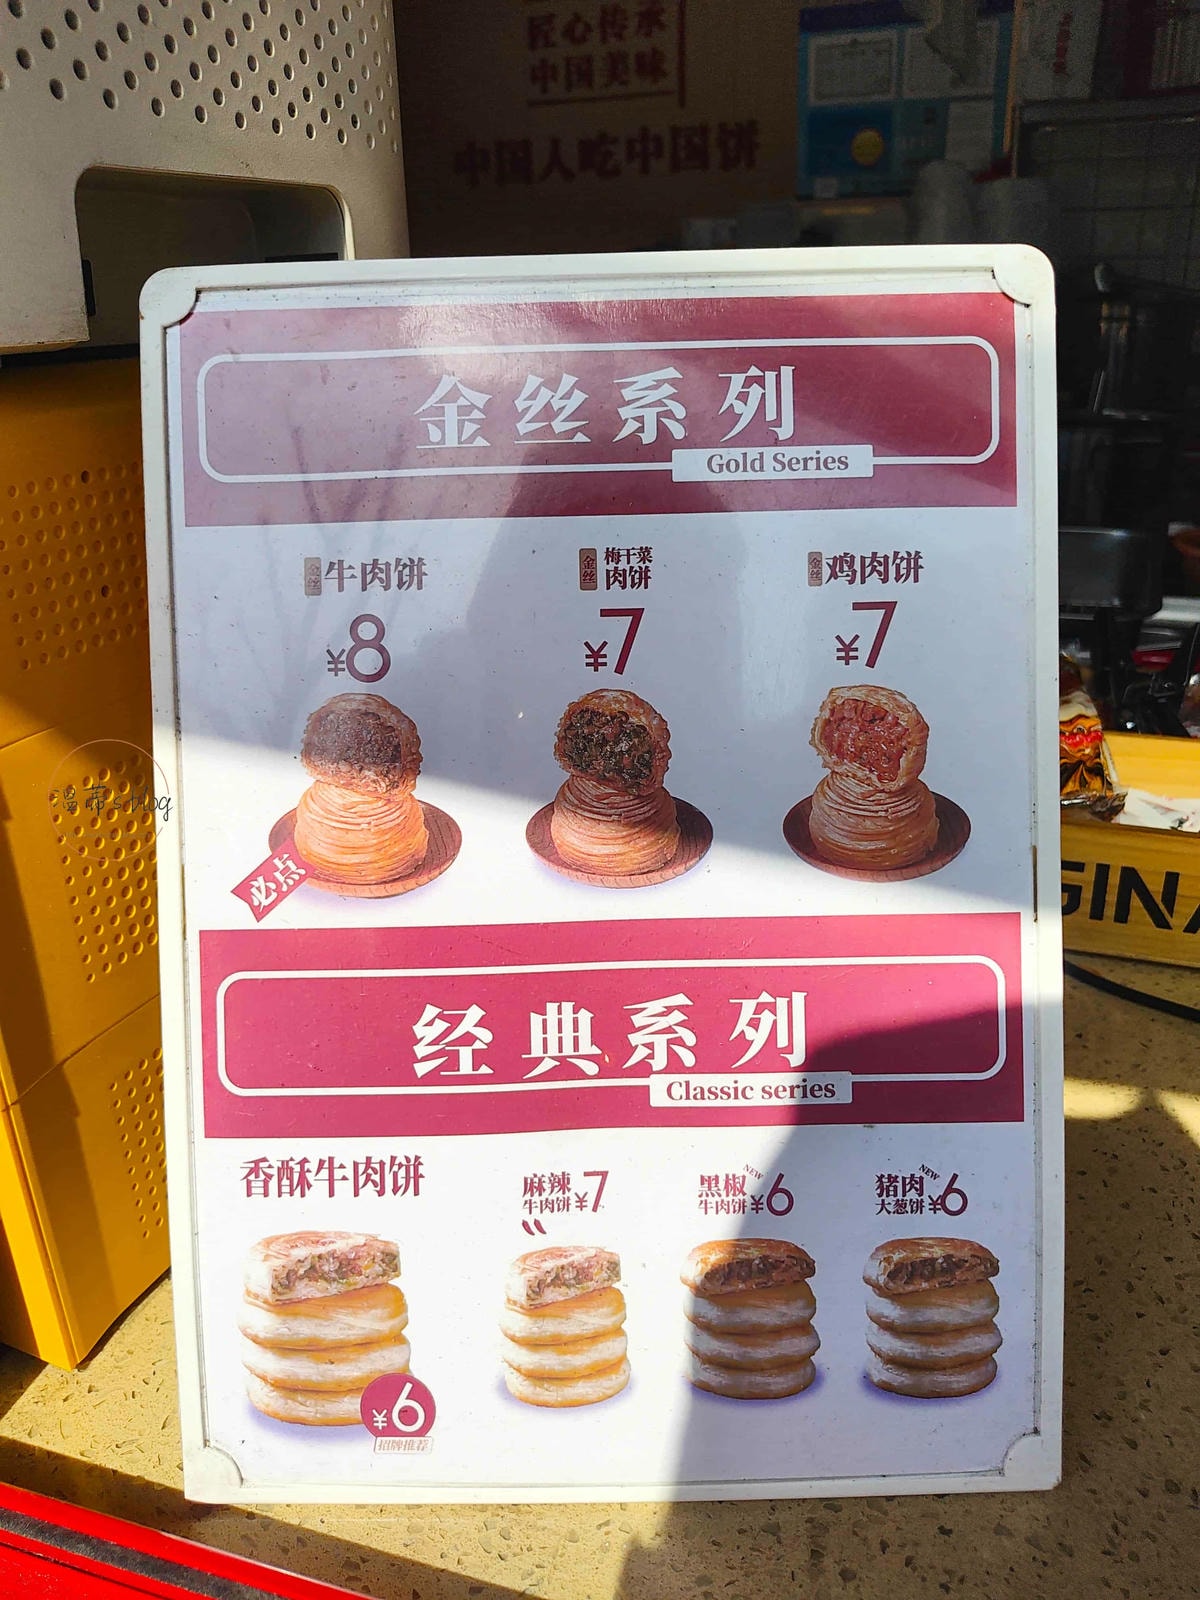 匠心传承
中国美味
中国人吃中国饼
金丝系列
Gold Series
金丝 牛肉饼
¥8
金丝 梅干菜
肉饼
¥7
金丝 鸡肉饼
¥7
必点
经典系列
Classic series
香酥牛肉饼
¥6
招牌推荐
麻辣
牛肉饼 ¥7
NEW
黑椒
牛肉饼 ¥6
NEW
猪肉
大葱饼 ¥6
GINA
温蒂's blog